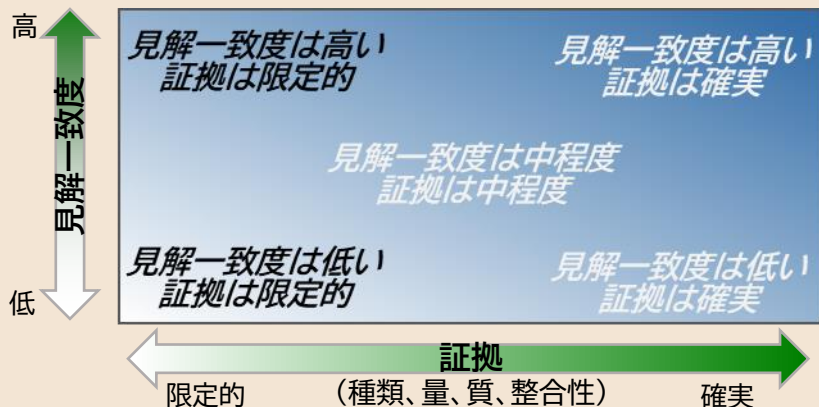 高
見解一致度
低
見解一致度は高い
証拠は限定的
見解一致度は高い
証拠は確実
見解一致度は中程度
証拠は中程度
見解一致度は低い
証拠は限定的
見解一致度は低い
証拠は確実
証拠
限定的
（種類、量、質、整合性）
確実